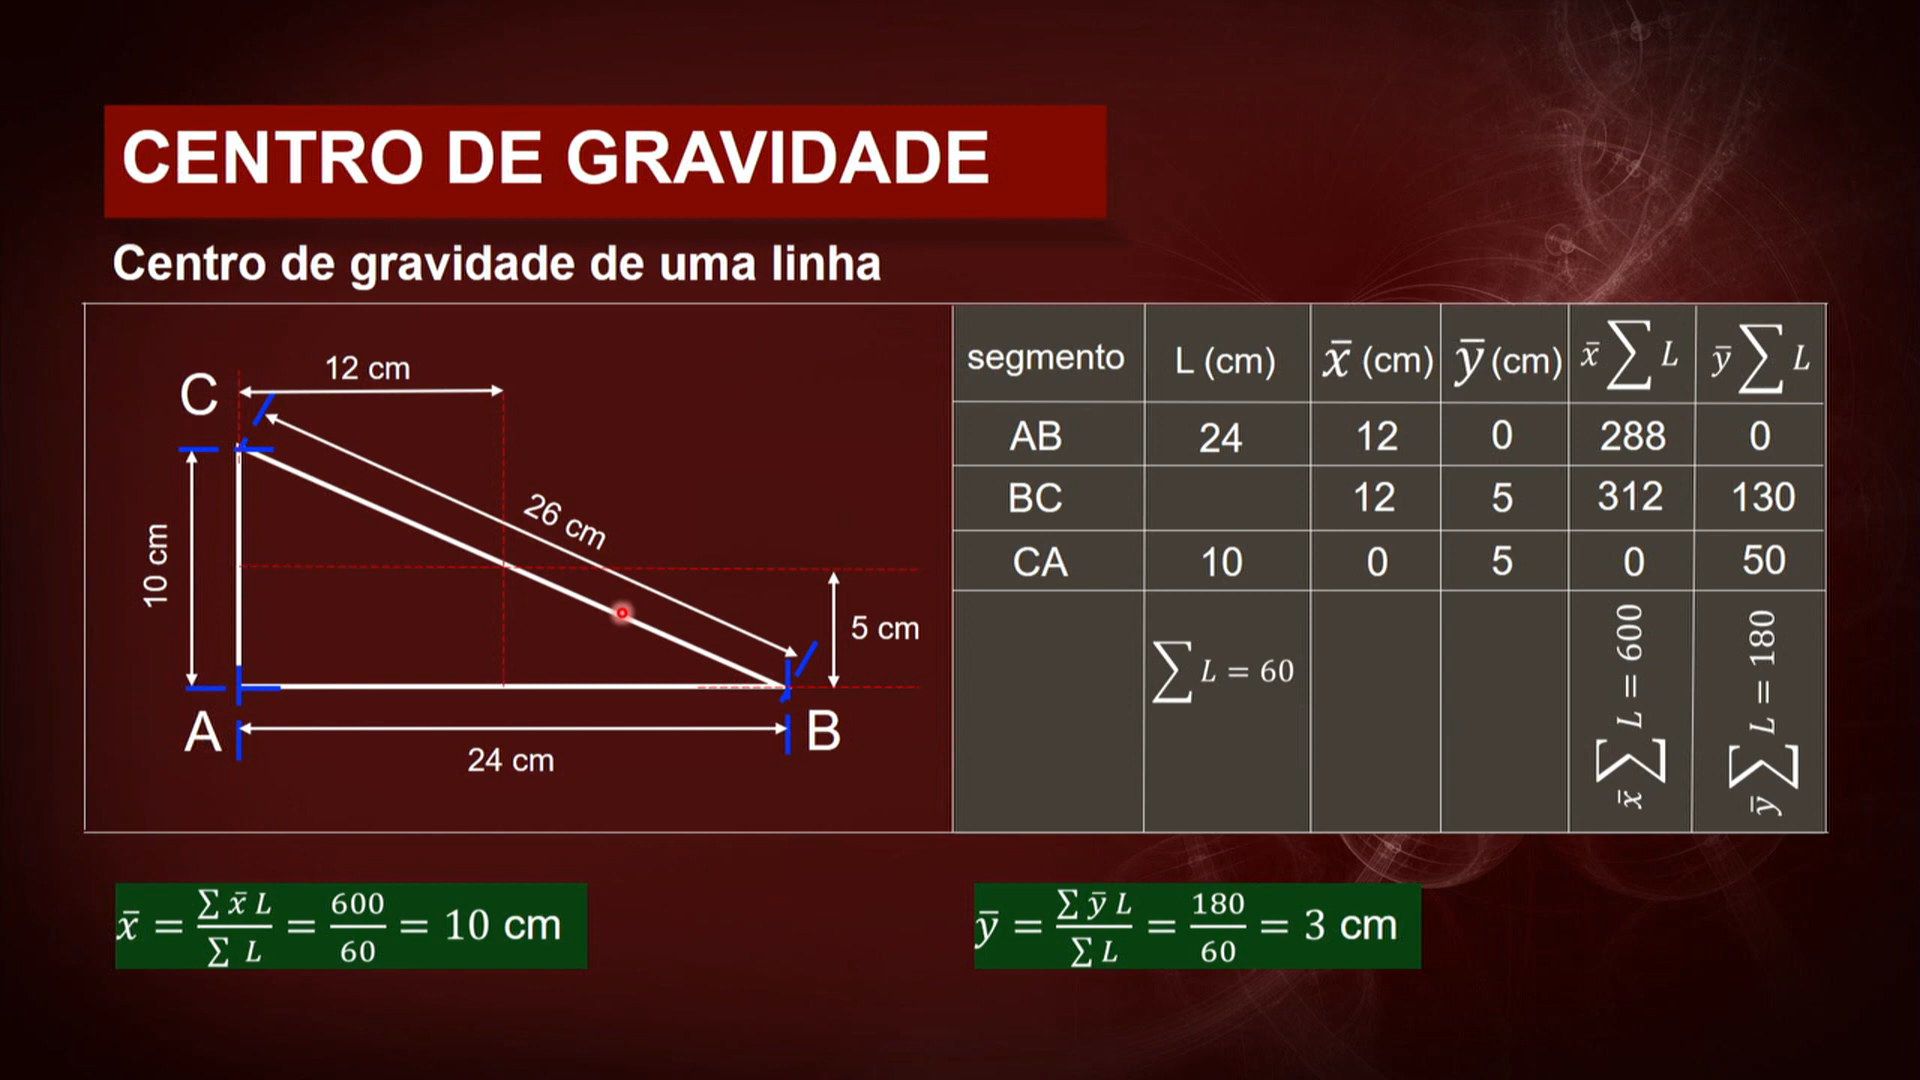 CENTRO DE GRAVIDADE
Centro de gravidade de uma linha
C
12 cm
26 cm
10 cm
5 cm
A
B
24 cm
segmento L (cm) x̄ (cm) ȳ (cm) x̄ ∑ L ȳ ∑ L
AB 24 12 0 288 0
BC 12 5 312 130
CA 10 0 5 0 50
∑ L = 60 x̄ ∑ L = 600 ȳ ∑ L = 180
x̄ = ∑ x̄ L / ∑ L = 600 / 60 = 10 cm
ȳ = ∑ ȳ L / ∑ L = 180 / 60 = 3 cm